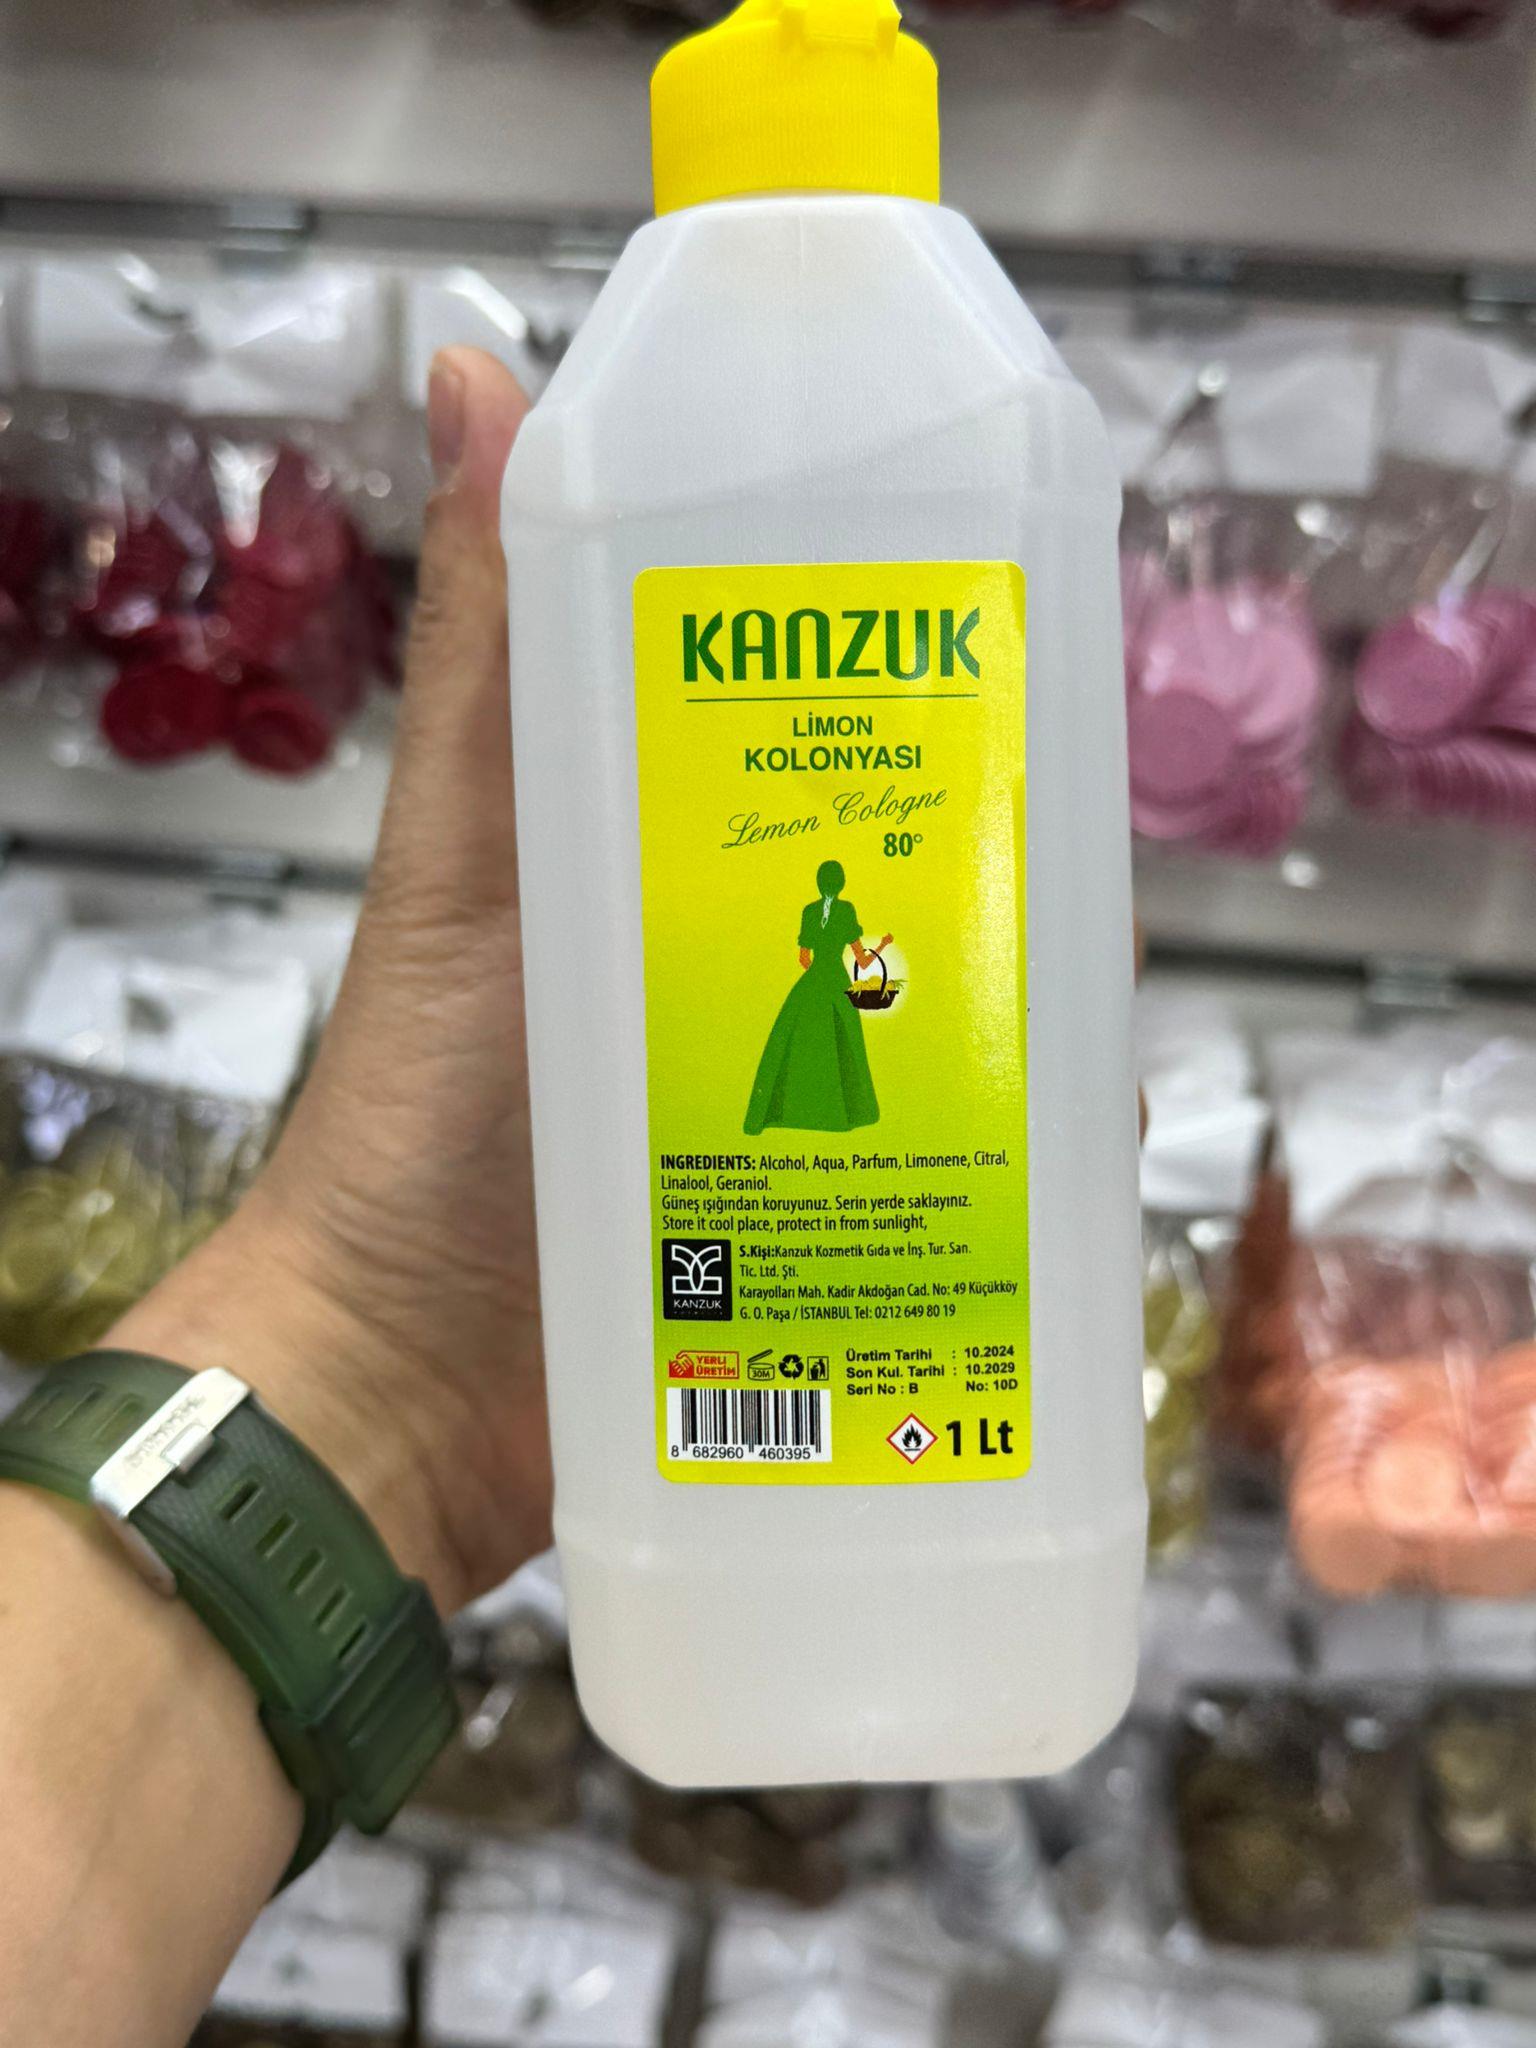 KANZUK
LİMON
KOLONYASI
Lemon Cologne
80°
INGREDIENTS: Alcohol, Aqua, Parfum, Limonene, Citral,
Linalool, Geraniol.
Güneş ışığından koruyunuz. Serin yerde saklayınız.
Store it cool place, protect in from sunlight,
S.Kişi:Kanzuk Kozmetik Gıda ve İnş. Tur. San.
Tic. Ltd. Şti.
Karayolları Mah. Kadir Akdoğan Cad. No: 49 Küçükköy
G. O. Paşa / İSTANBUL Tel: 0212 649 80 19
KANZUK
YERLİ
ÜRETİM
30M
Üretim Tarihi : 10.2024
Son Kul. Tarihi : 10.2029
Seri No : B No: 10D
8 682960 460395
1 Lt